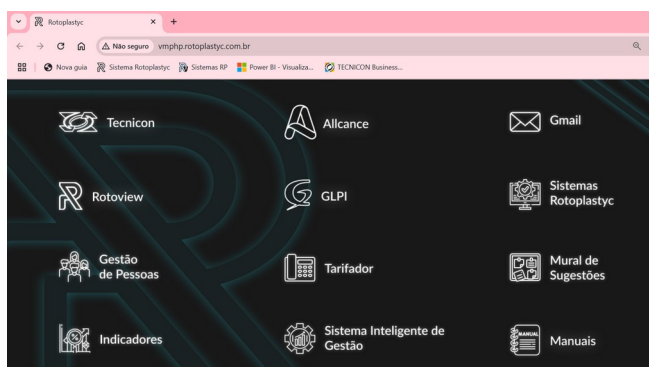 Rotoplastyc
Não seguro vmphp.rotoplastyc.com.br
Nova guia Sistema Rotoplastyc Sistemas RP Power BI - Visualiza... TECNICON Business...
Tecnicon
Allcance
Gmail
Rotoview
GLPI
Sistemas
Rotoplastyc
Gestão
de Pessoas
Tarifador
Mural de
Sugestões
Indicadores
Sistema Inteligente de
Gestão
MANUAL
Manuais